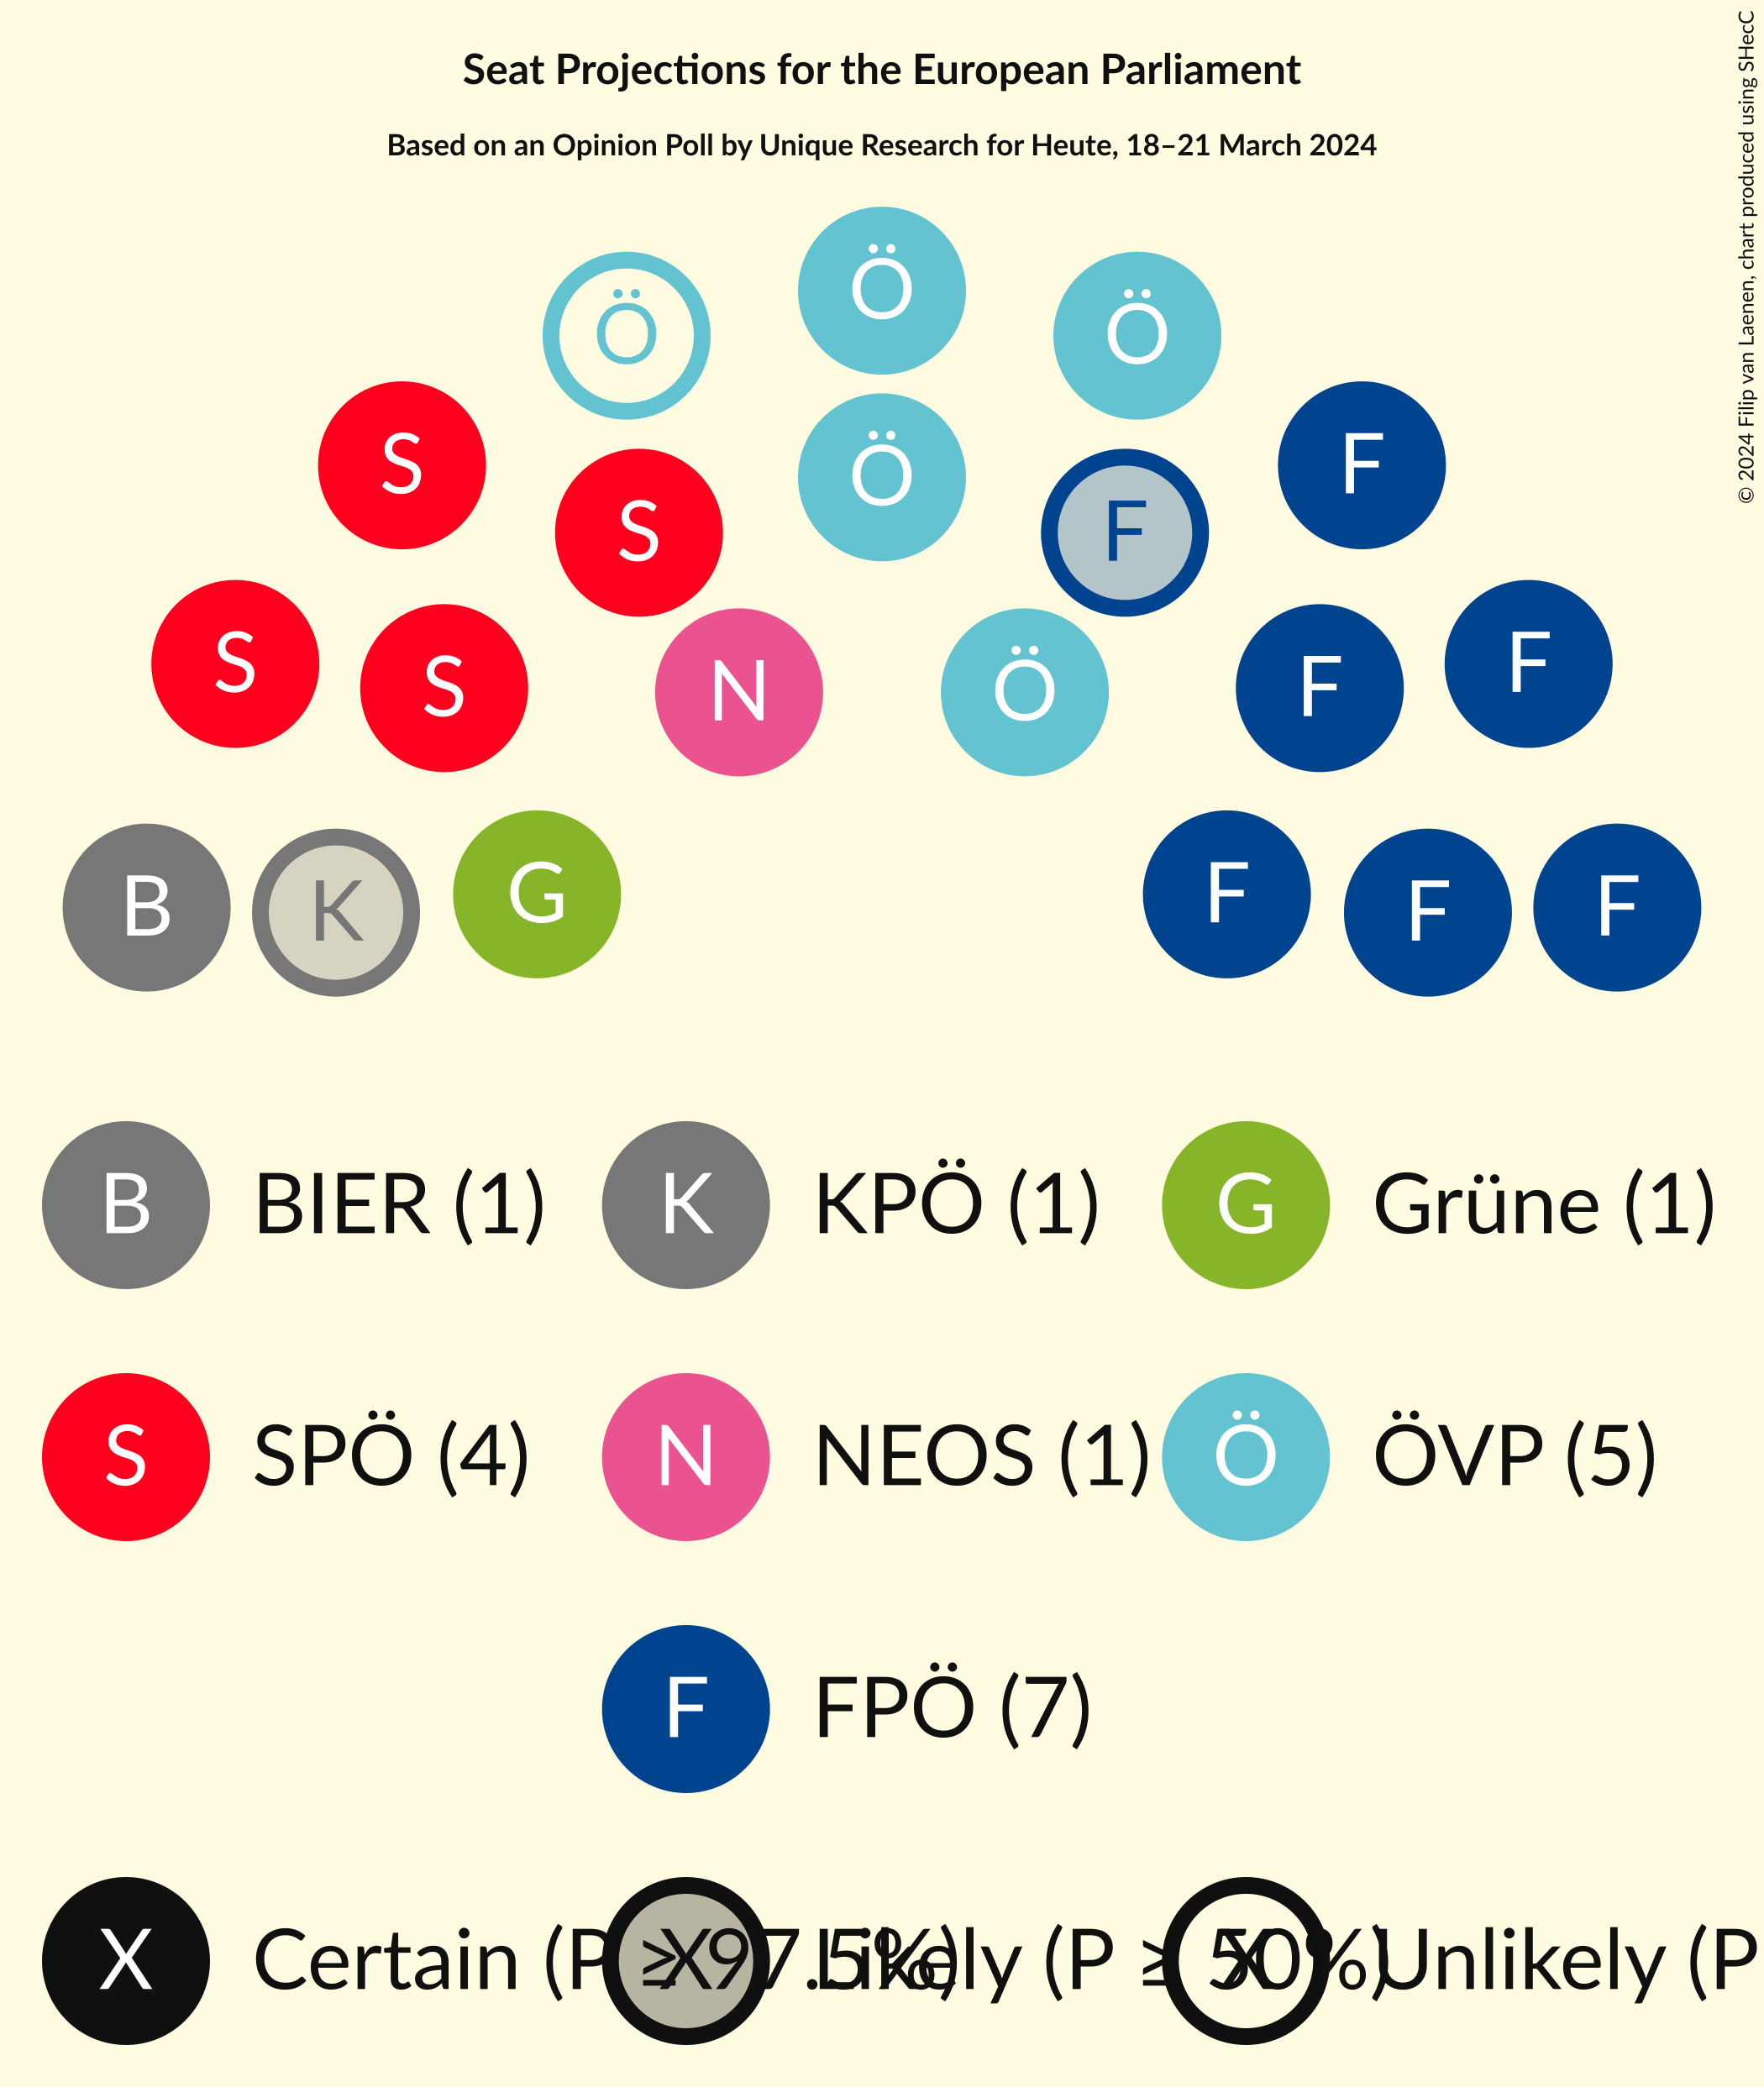 Seat Projections for the European Parliament
Based on an Opinion Poll by Unique Research for Heute, 18–21 March 2024
© 2024 Filip van Laenen, chart produced using SHecC
Ö
Ö Ö
Ö
S F
S F
S S N Ö F F
B K G F F F
B BIER (1) K KPÖ (1) G Grüne (1)
S SPÖ (4) N NEOS (1) Ö ÖVP (5)
F FPÖ (7)
X Certain (P ≥ 97.5%) X Likely (P ≥ 50%) X Unlikely (P